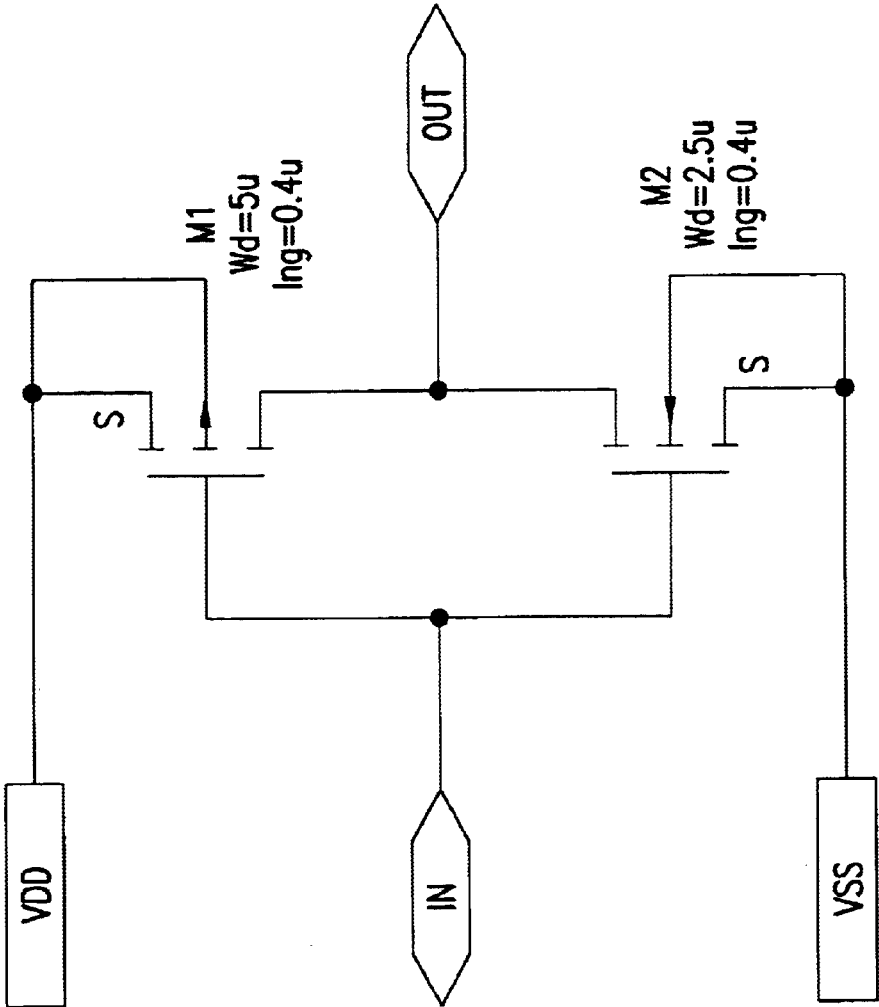 VDD
S
M1
Wd=5u
lng=0.4u
IN
OUT
M2
Wd=2.5u
lng=0.4u
S
VSS